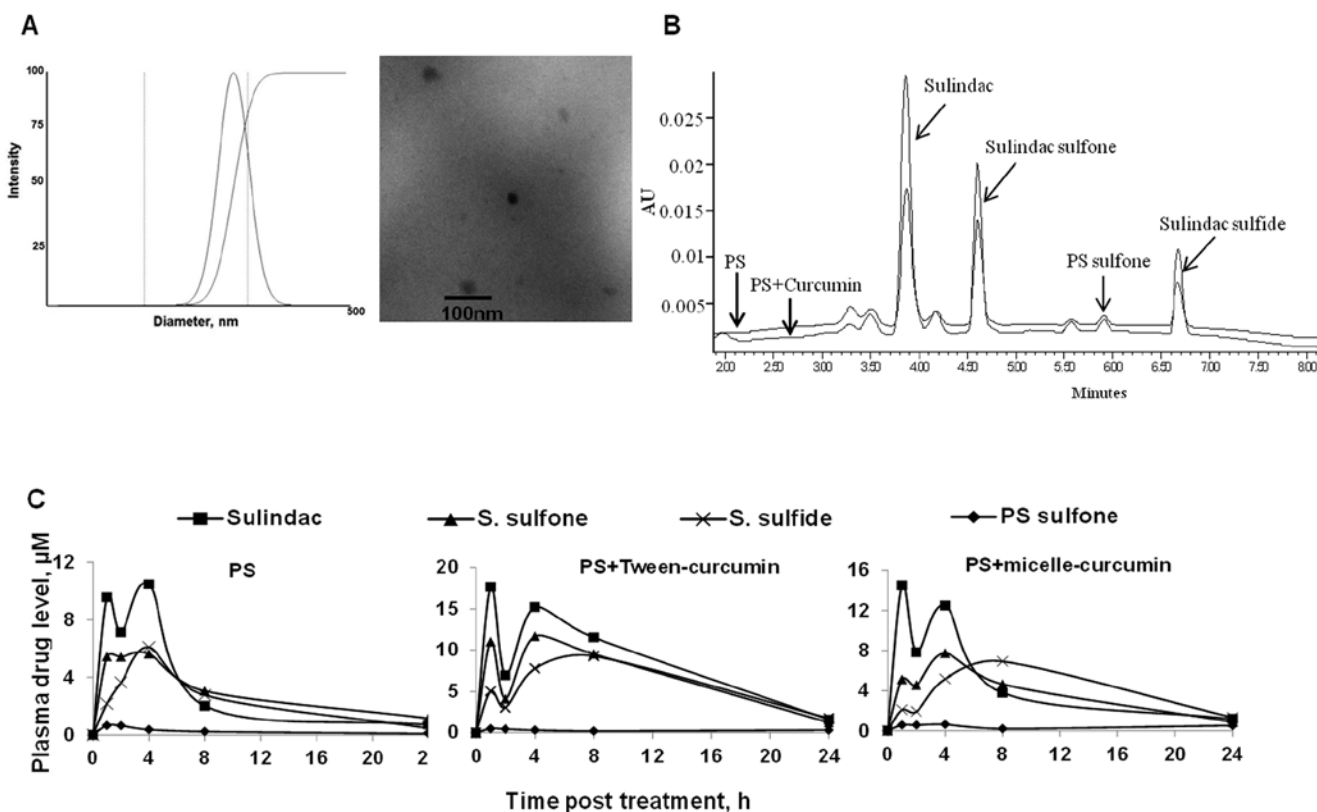 A
100
75
50
25
Intensity
Diameter, nm
500
100nm
B
0.025
0.02
0.015
0.01
0.005
AU
Sulindac
Sulindac sulfone
Sulindac sulfide
PS sulfone
PS
PS+Curcumin
2.00 2.50 3.00 3.50 4.00 4.50 5.00 5.50 6.00 6.50 7.00 7.50 8.00
Minutes
C
Sulindac S. sulfone S. sulfide PS sulfone
Plasma drug level, µM
PS
12
8
4
0
0 4 8 12 16 20 2
PS+Tween-curcumin
20
15
10
5
0
0 4 8 12 16 20 24
PS+micelle-curcumin
16
12
8
4
0
0 4 8 12 16 20 24
Time post treatment, h